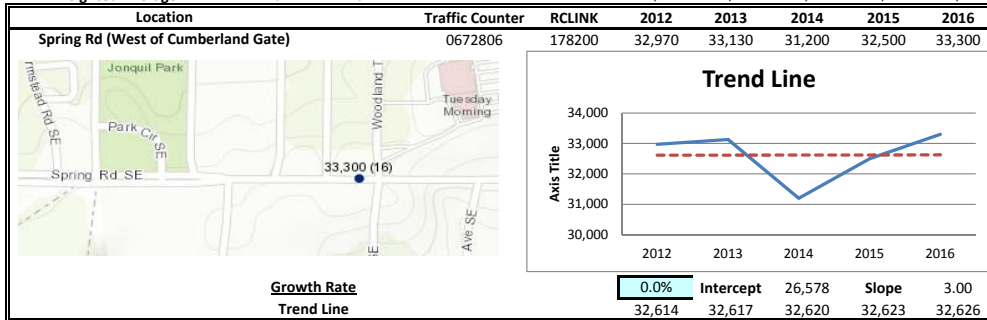 Location Traffic Counter RCLINK 2012 2013 2014 2015 2016
Spring Rd (West of Cumberland Gate) 0672806 178200 32,970 33,130 31,200 32,500 33,300
Jonquil Park
rmstead Rd SE
Park Cir SE
Woodland T
Tuesday
Morning
33,300 (16)
Spring Rd SE
Ave SE
SE
Trend Line
Axis Title
34,000
33,000
32,000
31,000
30,000
2012 2013 2014 2015 2016
Growth Rate 0.0% Intercept 26,578 Slope 3.00
Trend Line 32,614 32,617 32,620 32,623 32,626